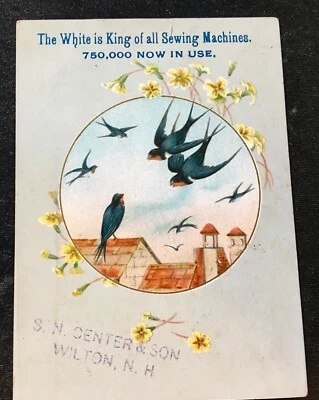 The White is King of all Sewing Machines.
750,000 NOW IN USE.
S. N. CENTER & SON
WILTON, N. H